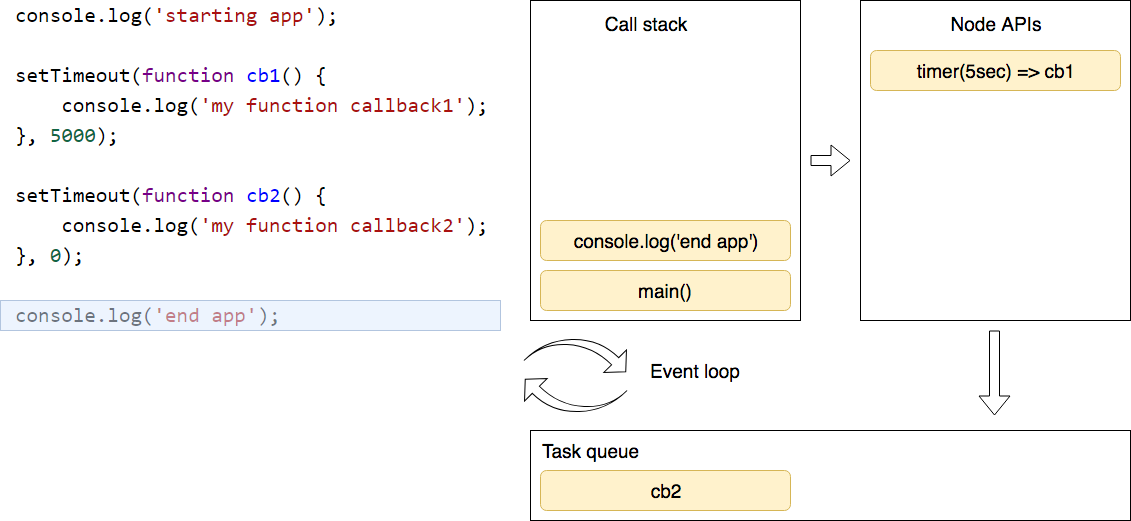 console.log('starting app');
setTimeout(function cb1() {
console.log('my function callback1');
}, 5000);
setTimeout(function cb2() {
console.log('my function callback2');
}, 0);
console.log('end app');
Call stack
console.log('end app')
main()
Node APIs
timer(5sec) => cb1
Event loop
Task queue
cb2